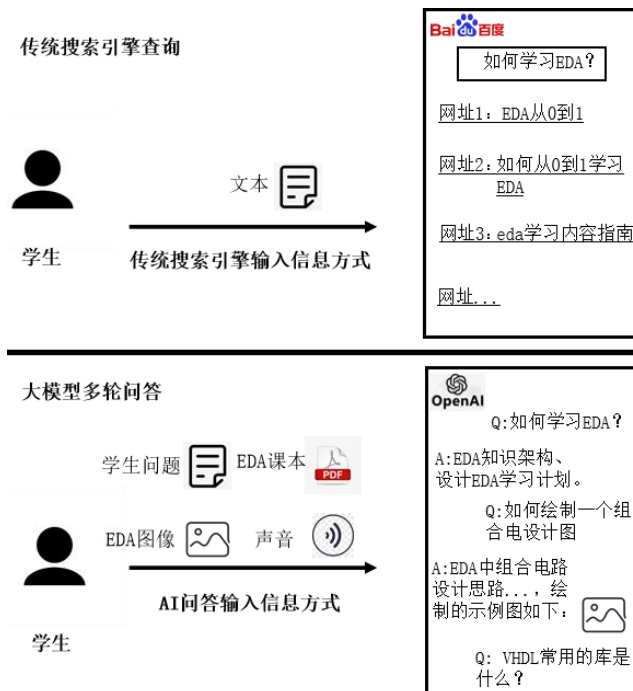 传统搜索引擎查询
Bai du 百度
如何学习EDA？
网址1：EDA从0到1
文本
网址2：如何从0到1学习
EDA
学生
传统搜索引擎输入信息方式
网址3：eda学习内容指南
网址...
大模型多轮问答
OpenAI
Q:如何学习EDA？
学生问题
EDA课本
PDF
A:EDA知识架构、
设计EDA学习计划。
EDA图像
声音
Q:如何绘制一个组
合电设计图
AI问答输入信息方式
A:EDA中组合电路
设计思路...，绘
制的示例图如下：
学生
Q: VHDL常用的库是
什么？